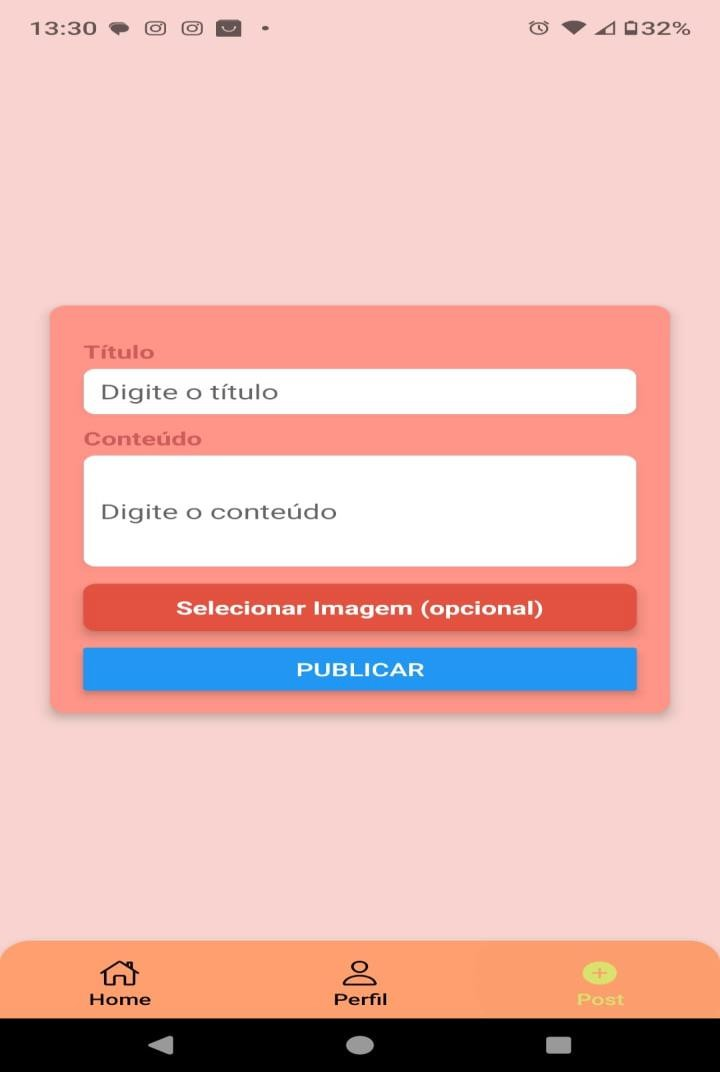 13:30 32%
Título
Digite o título
Conteúdo
Digite o conteúdo
Selecionar Imagem (opcional)
PUBLICAR
Home Perfil Post